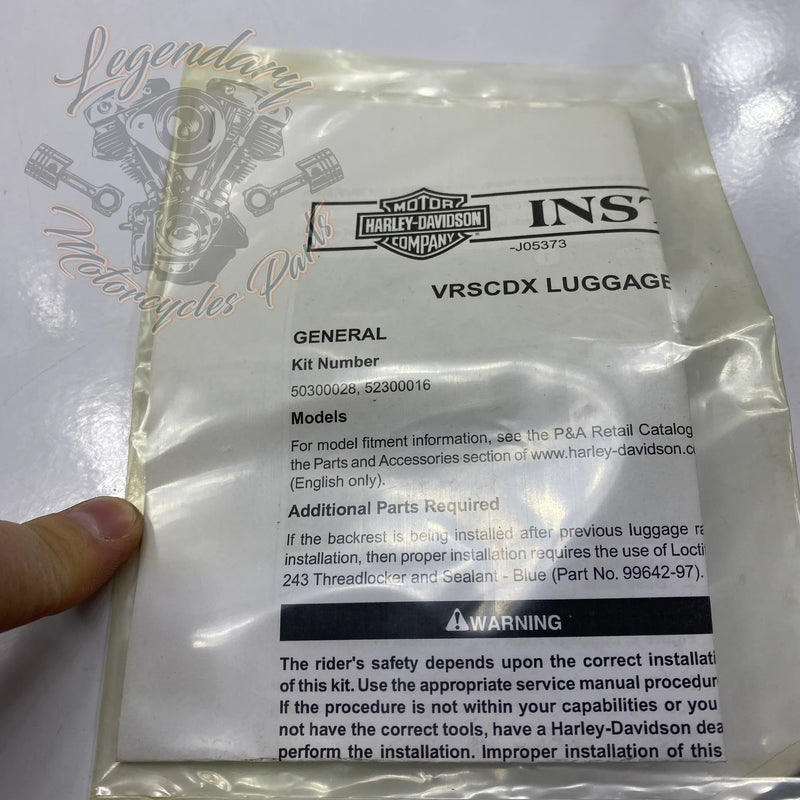 Legendary
Motorcycles Parts
MOTOR
HARLEY-DAVIDSON
COMPANY
INST
-J05373
VRSCDX LUGGAGE
GENERAL
Kit Number
50300028, 52300016
Models
For model fitment information, see the P&A Retail Catalog
the Parts and Accessories section of www.harley-davidson.c
(English only).
Additional Parts Required
If the backrest is being installed after previous luggage ra
installation, then proper installation requires the use of Locti
243 Threadlocker and Sealant - Blue (Part No. 99642-97).
WARNING
The rider's safety depends upon the correct installati
of this kit. Use the appropriate service manual procedur
If the procedure is not within your capabilities or you
not have the correct tools, have a Harley-Davidson dea
perform the installation. Improper installation of this